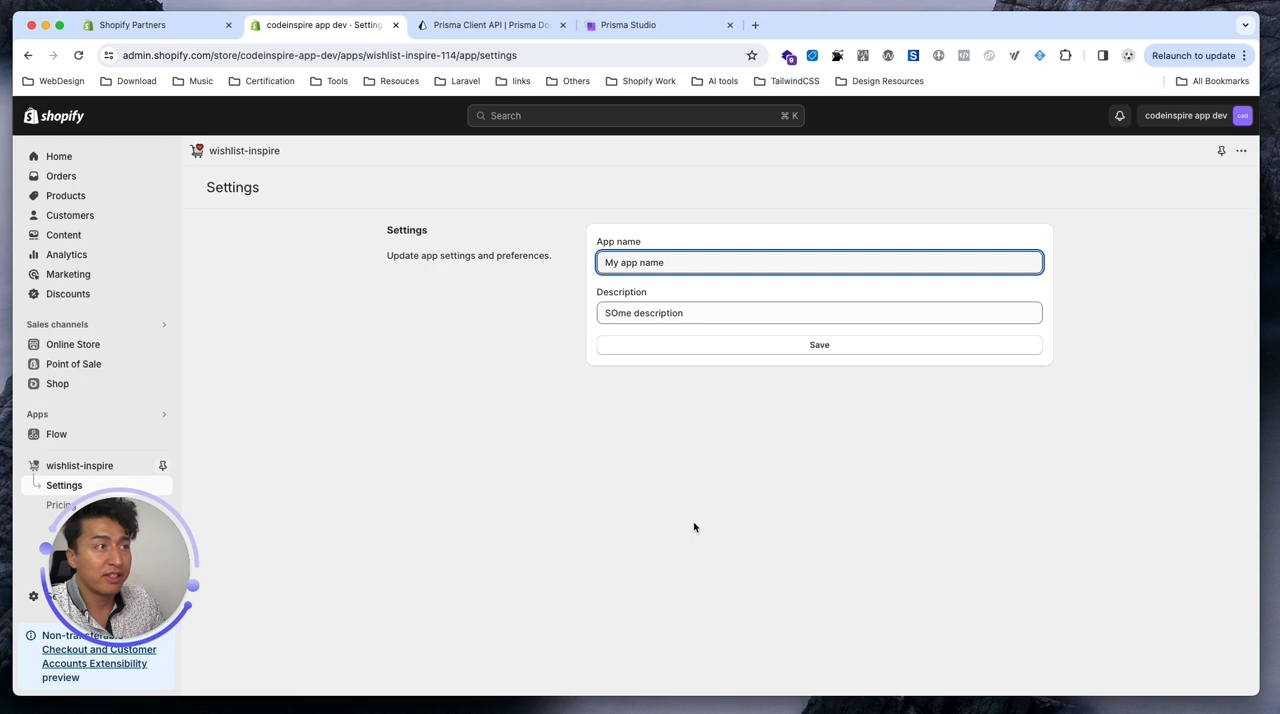 Shopify Partners
codeinspire app dev · Setting
Prisma Client API | Prisma Do
Prisma Studio
admin.shopify.com/store/codeinspire-app-dev/apps/wishlist-inspire-114/app/settings
9
S
Relaunch to update
WebDesign
Download
Music
Certification
Tools
Resouces
Laravel
links
Others
Shopify Work
AI tools
TailwindCSS
Design Resources
All Bookmarks
shopify
Search
⌘ K
codeinspire app dev
cad
Home
Orders
Products
Customers
Content
Analytics
Marketing
Discounts
Sales channels
Online Store
Point of Sale
Shop
Apps
Flow
wishlist-inspire
Settings
Pricing
Non-transferable
Checkout and Customer
Accounts Extensibility
preview
wishlist-inspire
Settings
Settings
Update app settings and preferences.
App name
My app name
Description
SOme description
Save